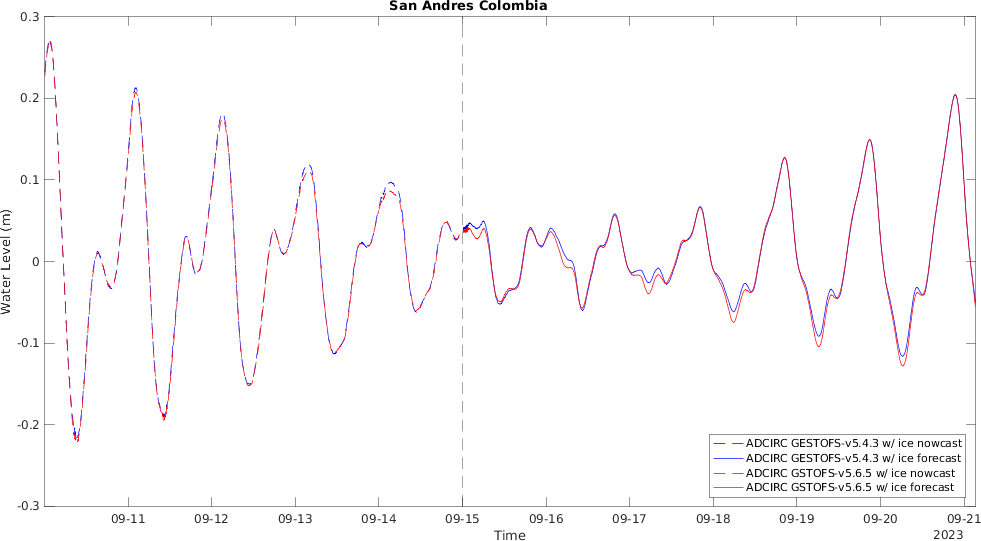 San Andres Colombia
Water Level (m)
0.3
0.2
0.1
0
-0.1
-0.2
-0.3
ADCIRC GESTOFS-v5.4.3 w/ ice nowcast
ADCIRC GESTOFS-v5.4.3 w/ ice forecast
ADCIRC GSTOFS-v5.6.5 w/ ice nowcast
ADCIRC GSTOFS-v5.6.5 w/ ice forecast
09-11 09-12 09-13 09-14 09-15 09-16 09-17 09-18 09-19 09-20 09-21
2023
Time